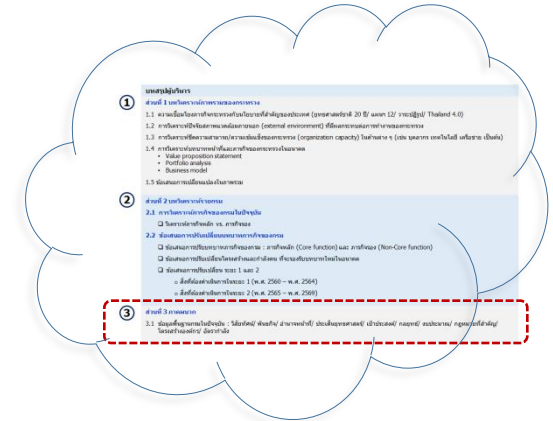 บทสรุปผู้บริหาร
1 ส่วนที่ 1 บทวิเคราะห์ภาพรวมของกระทรวง
1.1 ความเชื่อมโยงภารกิจกระทรวงกับนโยบายที่สำคัญของประเทศ (ยุทธศาสตร์ชาติ 20 ปี/ แผนฯ 12/ วาระปฏิรูป/ Thailand 4.0)
1.2 การวิเคราะห์ปัจจัยสภาพแวดล้อมภายนอก (external environment) ที่มีผลกระทบต่อการทำงานของกระทรวง
1.3 การวิเคราะห์ขีดความสามารถ/ความเข้มแข็งของกระทรวง (organization capacity) ในด้านต่าง ๆ (เช่น บุคลากร เทคโนโลยี เครือข่าย เป็นต้น)
1.4 การวิเคราะห์บทบาทหน้าที่และภารกิจของกระทรวงในอนาคต
• Value proposition statement
• Portfolio analysis
• Business model
1.5 ข้อเสนอการเปลี่ยนแปลงในภาพรวม
2 ส่วนที่ 2 บทวิเคราะห์รายกรม
2.1 การวิเคราะห์ภารกิจของกรมในปัจจุบัน
❑ วิเคราะห์ภารกิจหลัก vs. ภารกิจรอง
2.2 ข้อเสนอการปรับเปลี่ยนบทบาทภารกิจของกรม
❑ ข้อเสนอการปรับบทบาทภารกิจของกรม : ภารกิจหลัก (Core function) และ ภารกิจรอง (Non-Core function)
❑ ข้อเสนอการปรับเปลี่ยนโครงสร้างและกำลังคน ที่จะรองรับบทบาทใหม่ในอนาคต
❑ ข้อเสนอการปรับเปลี่ยน ระยะ 1 และ 2
o สิ่งที่ต้องดำเนินการในระยะ 1 (พ.ศ. 2560 – พ.ศ. 2564)
o สิ่งที่ต้องดำเนินการในระยะ 2 (พ.ศ. 2565 – พ.ศ. 2569)
3 ส่วนที่ 3 ภาคผนวก
3.1 ข้อมูลพื้นฐานกรมในปัจจุบัน : วิสัยทัศน์/ พันธกิจ/ อำนาจหน้าที่/ ประเด็นยุทธศาสตร์/ เป้าประสงค์/ กลยุทธ์/ งบประมาณ/ กฎหมายที่สำคัญ/
โครงสร้างองค์กร/ อัตรากำลัง